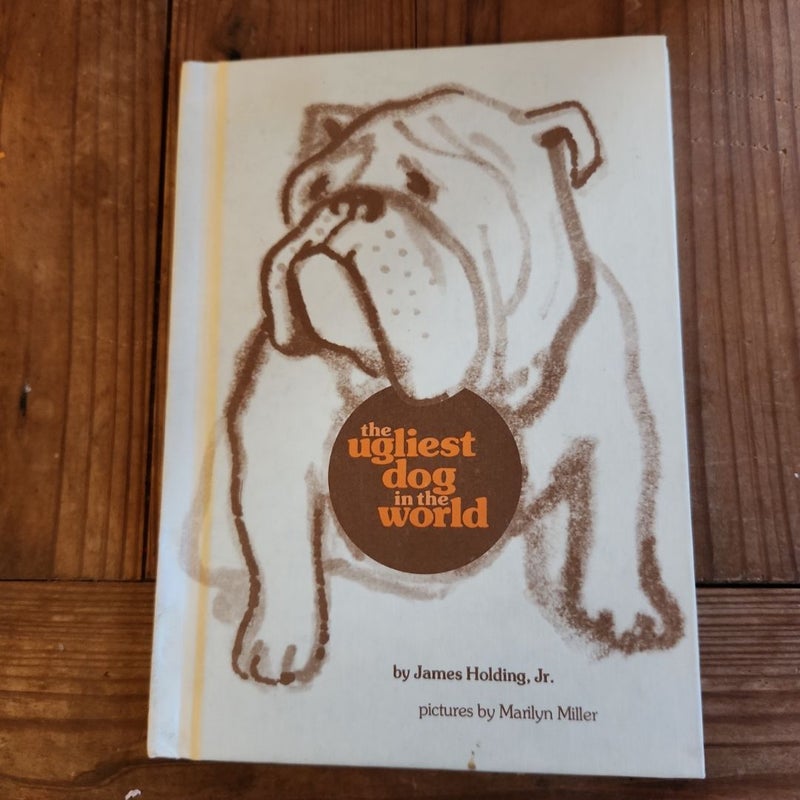 the
ugliest
dog
in the
world
by James Holding, Jr.
pictures by Marilyn Miller